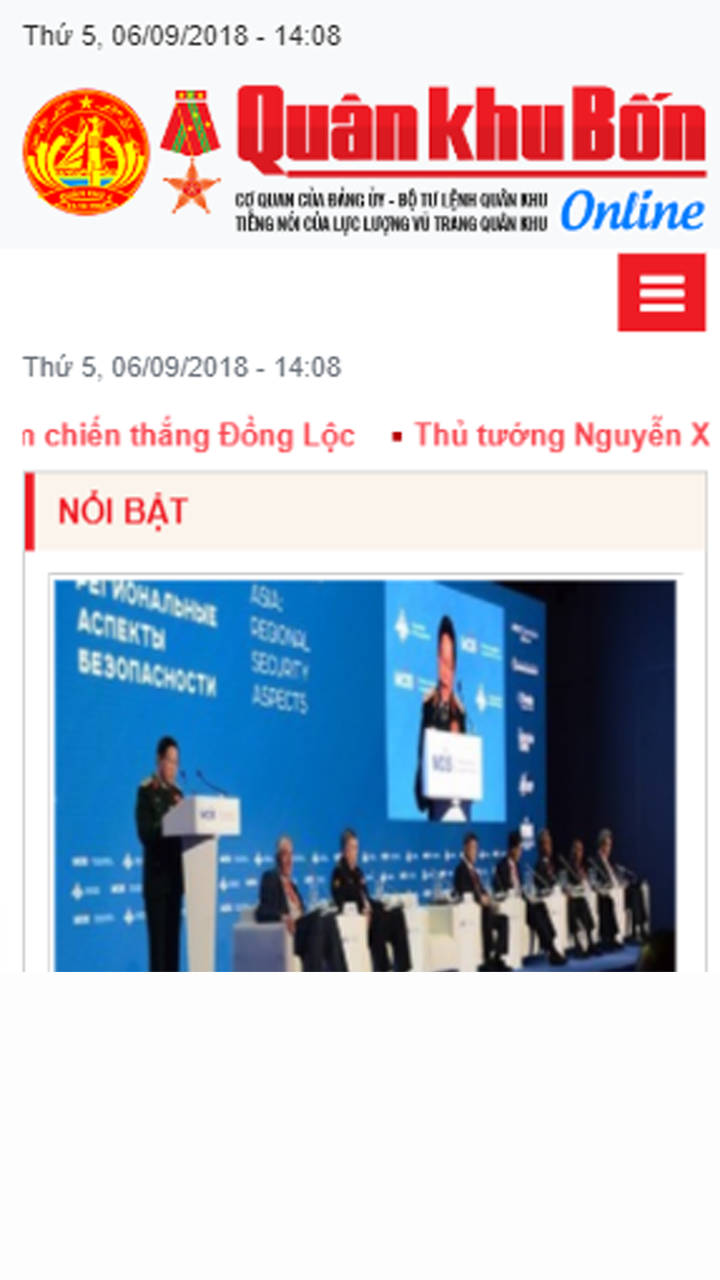 Thứ 5, 06/09/2018 - 14:08
Quân khu Bốn
CƠ QUAN CỦA ĐẢNG ỦY - BỘ TƯ LỆNH QUÂN KHU
TIẾNG NÓI CỦA LỰC LƯỢNG VŨ TRANG QUÂN KHU
Online
Thứ 5, 06/09/2018 - 14:08
chiến thắng Đồng Lộc ▪ Thủ tướng Nguyễn X
NỔI BẬT
РЕГИОНАЛЬНЫЕ
АСПЕКТЫ
БЕЗОПАСНОСТИ
ASIA:
REGIONAL
SECURITY
ASPECTS